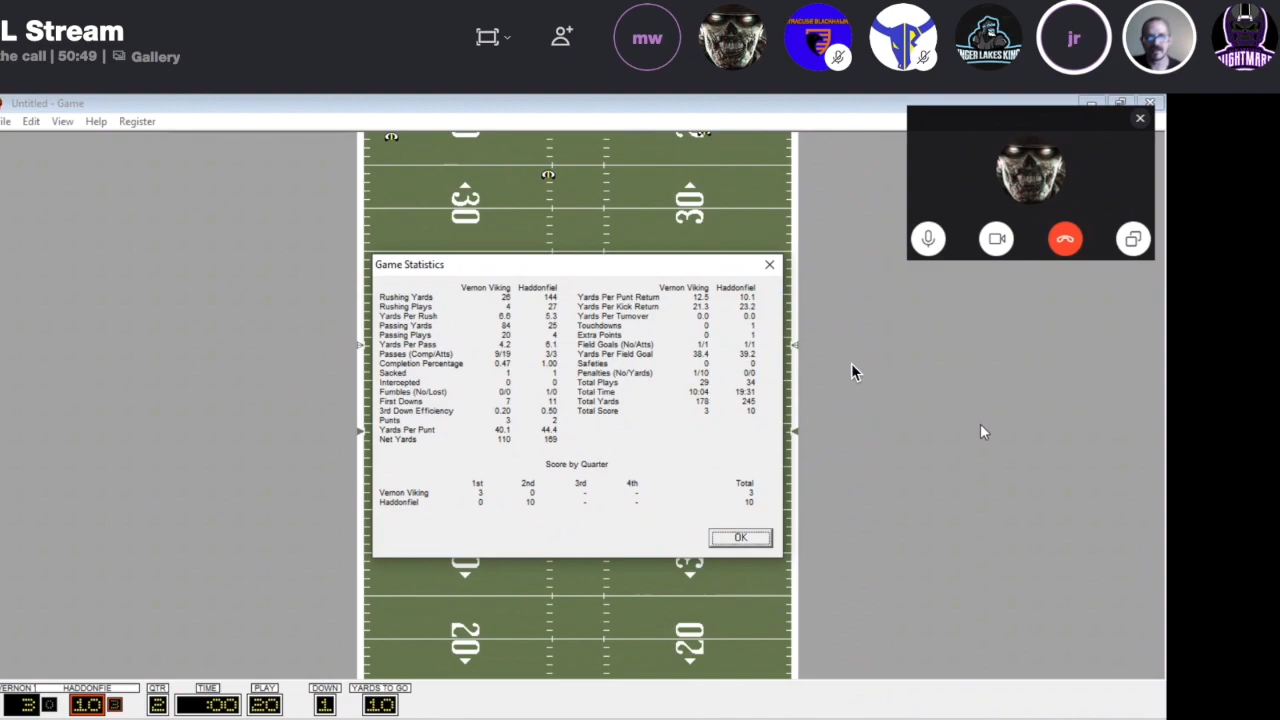 L Stream
the call | 50:49 | Gallery
mw
SYRACUSE BLACKHAWK
NGER LAKES KING
jr
NIGHTMARE
Untitled - Game
ile Edit View Help Register
30 30
Game Statistics
Vernon Viking Haddonfiel
Rushing Yards 26 144
Rushing Plays 4 27
Yards Per Rush 6.6 5.3
Passing Yards 84 25
Passing Plays 20 4
Yards Per Pass 4.2 6.1
Passes (Comp/Atts) 9/19 3/3
Completion Percentage 0.47 1.00
Sacked 1 1
Intercepted 0 0
Fumbles (No/Lost) 0/0 1/0
First Downs 7 11
3rd Down Efficiency 0.20 0.50
Punts 3 2
Yards Per Punt 40.1 44.4
Net Yards 110 169
Vernon Viking Haddonfiel
Yards Per Punt Return 12.5 10.1
Yards Per Kick Return 21.3 23.2
Yards Per Turnover 0.0 0.0
Touchdowns 0 1
Extra Points 0 1
Field Goals (No/Atts) 1/1 1/1
Yards Per Field Goal 38.4 39.2
Safeties 0 0
Penalties (No/Yards) 1/10 0/0
Total Plays 29 34
Total Time 10:04 19:31
Total Yards 178 245
Total Score 3 10
Score by Quarter
1st 2nd 3rd 4th Total
Vernon Viking 3 0 - - 3
Haddonfiel 0 10 - - 10
OK
20 20
VERNON 1 HADDONFIE QTR TIME PLAY DOWN YARDS TO GO
3 0 10 3 2 :00 20 1 10